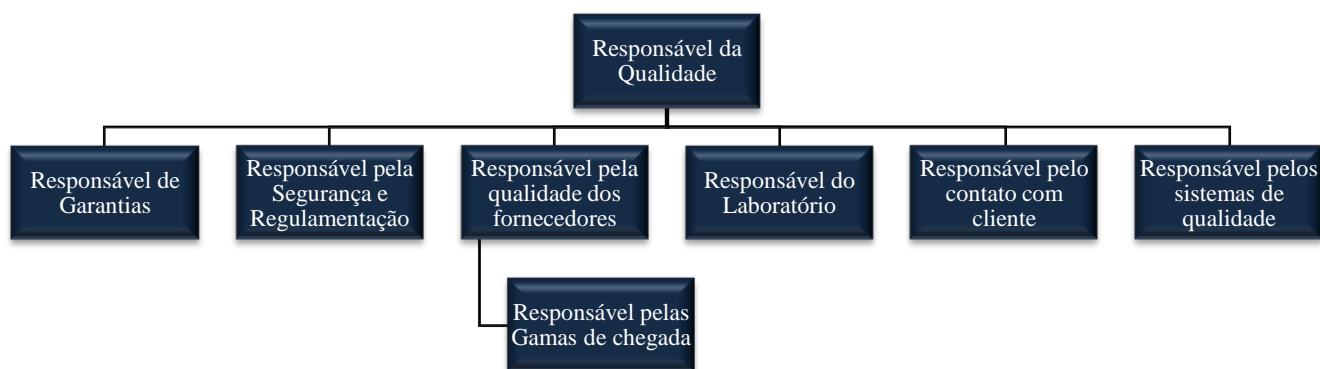 Responsável da
Qualidade
Responsável de
Garantias
Responsável pela
Segurança e
Regulamentação
Responsável pela
qualidade dos
fornecedores
Responsável do
Laboratório
Responsável pelo
contato com
cliente
Responsável pelos
sistemas de
qualidade
Responsável pelas
Gamas de chegada